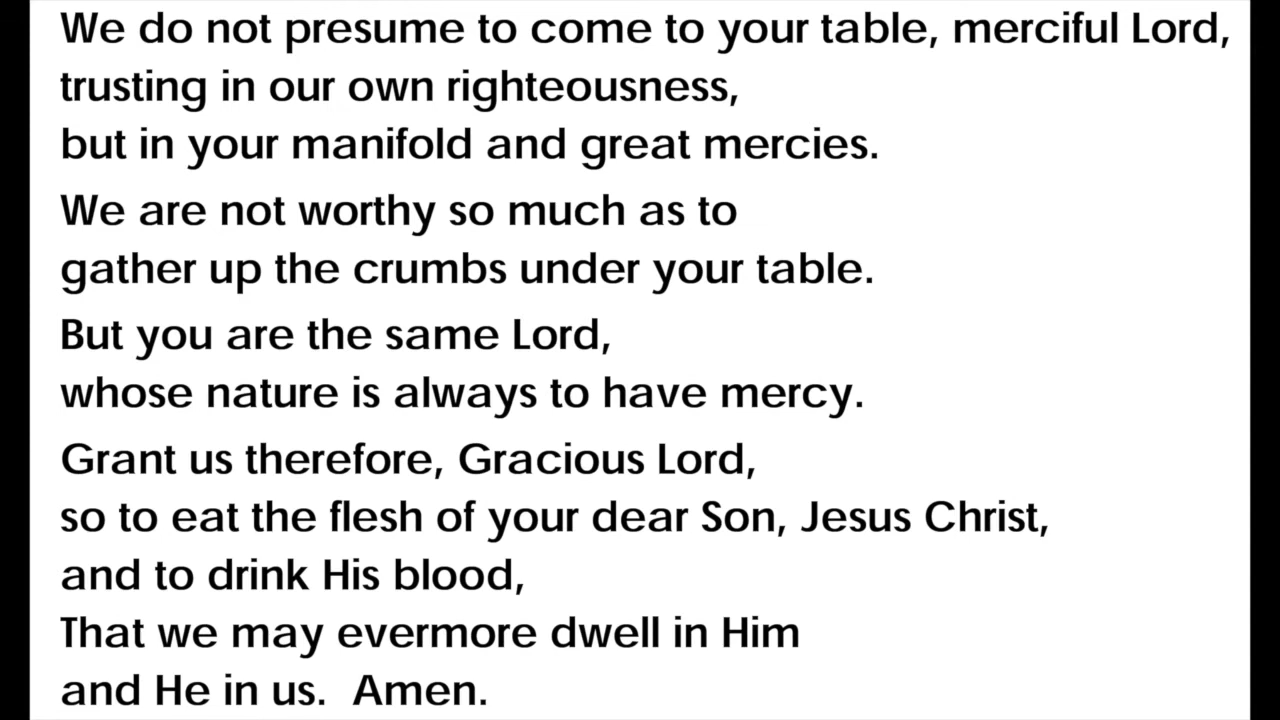 We do not presume to come to your table, merciful Lord,
trusting in our own righteousness,
but in your manifold and great mercies.
We are not worthy so much as to
gather up the crumbs under your table.
But you are the same Lord,
whose nature is always to have mercy.
Grant us therefore, Gracious Lord,
so to eat the flesh of your dear Son, Jesus Christ,
and to drink His blood,
That we may evermore dwell in Him
and He in us.  Amen.